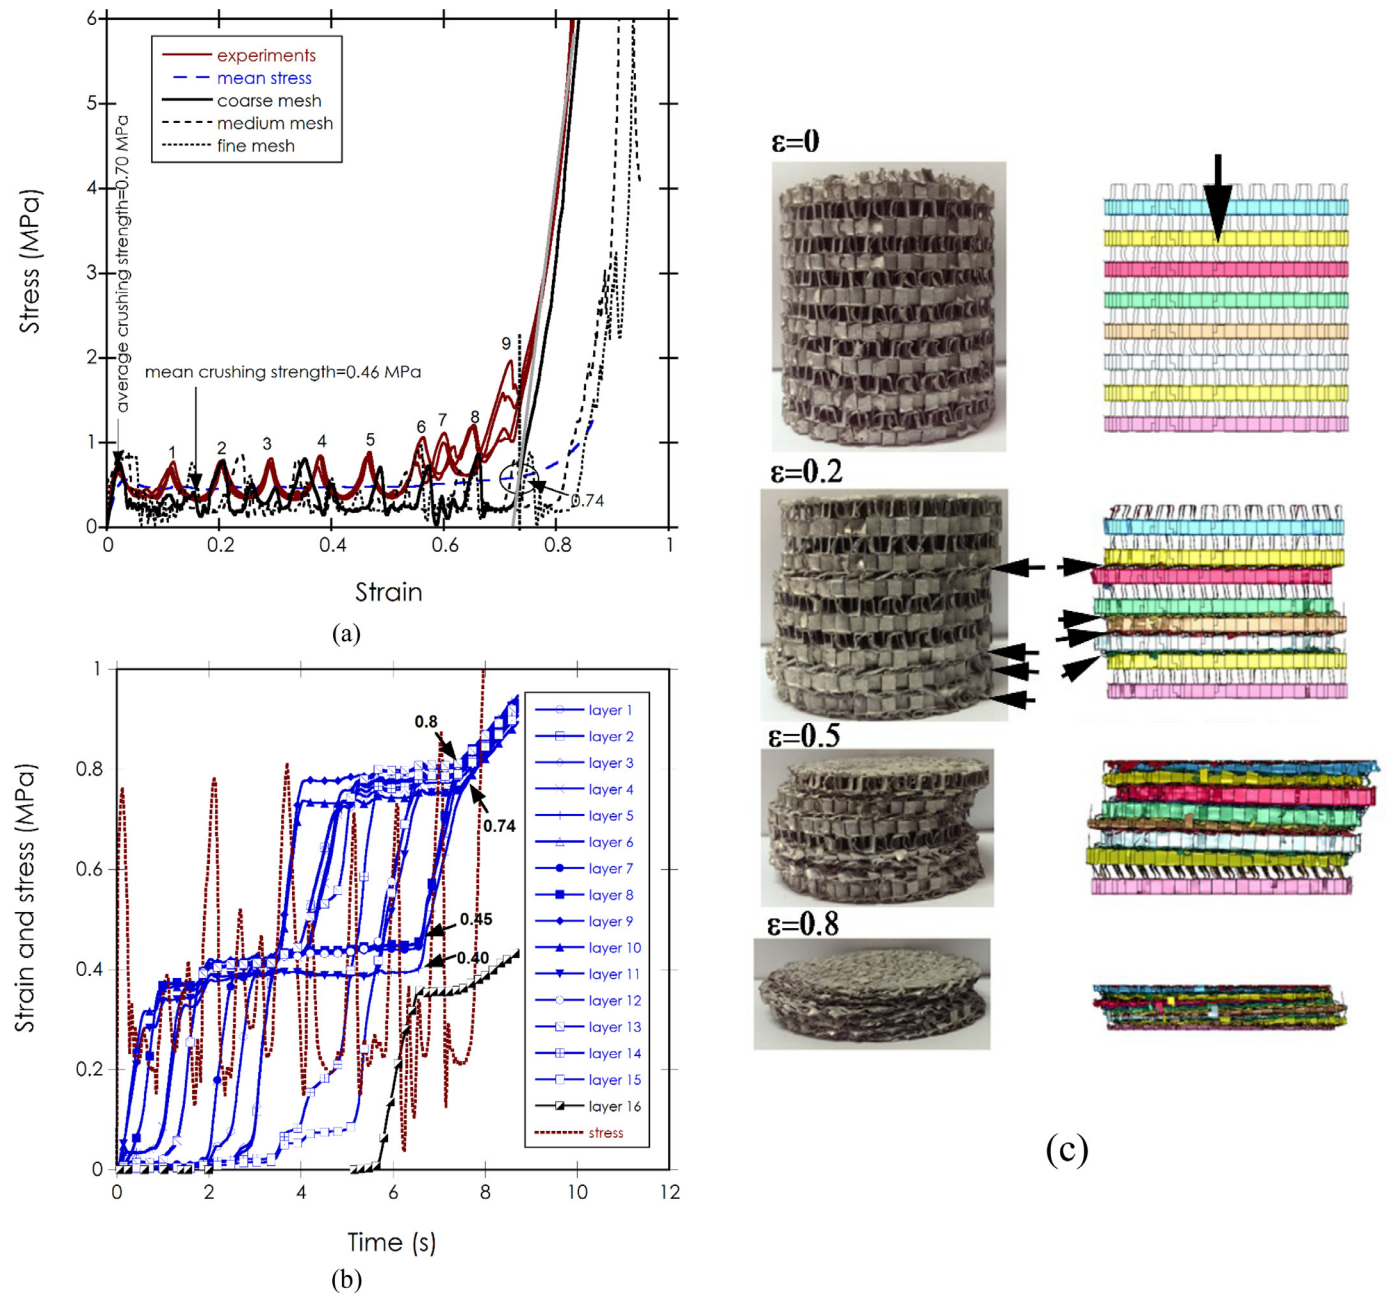 6
5
4
3
2
1
0
Stress (MPa)
experiments
mean stress
coarse mesh
medium mesh
fine mesh
average crushing strength=0.70 MPa
mean crushing strength=0.46 MPa
1
2
3
4
5
6
7
8
9
0.74
0 0.2 0.4 0.6 0.8 1
Strain
(a)
1
0.8
0.6
0.4
0.2
0
Strain and stress (MPa)
0.8
0.74
0.45
0.40
layer 1
layer 2
layer 3
layer 4
layer 5
layer 6
layer 7
layer 8
layer 9
layer 10
layer 11
layer 12
layer 13
layer 14
layer 15
layer 16
stress
0 2 4 6 8 10 12
Time (s)
(b)
ε=0
ε=0.2
ε=0.5
ε=0.8
(c)